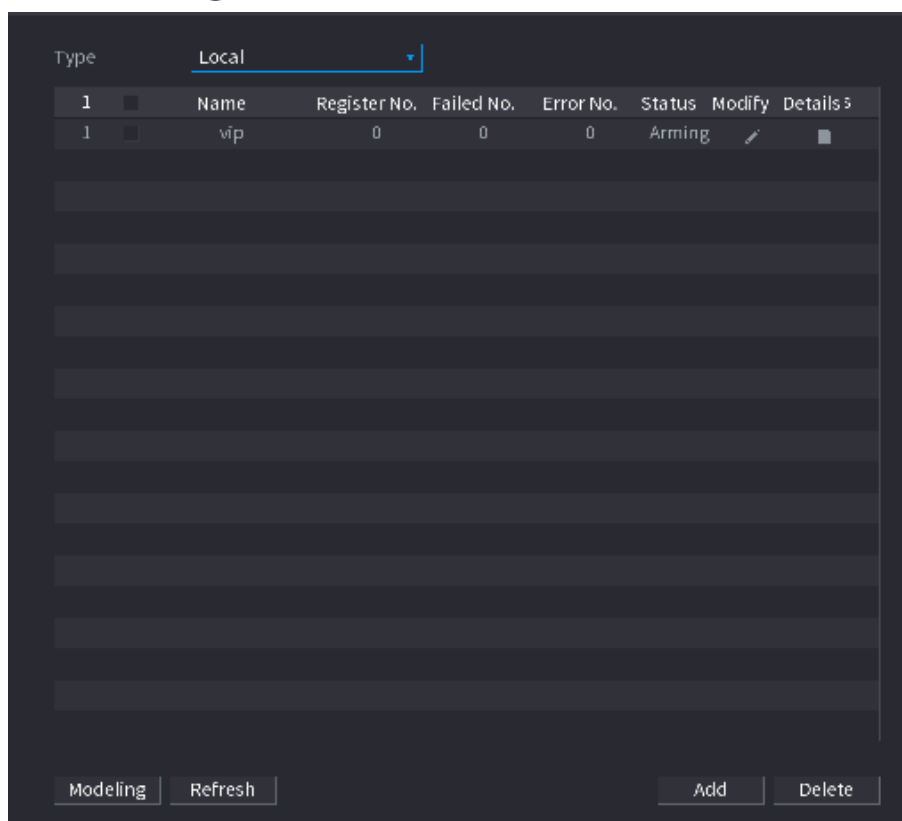 Type Local
1 Name Register No. Failed No. Error No. Status Modify Details
1 vip 0 0 0 Arming
Modeling Refresh Add Delete